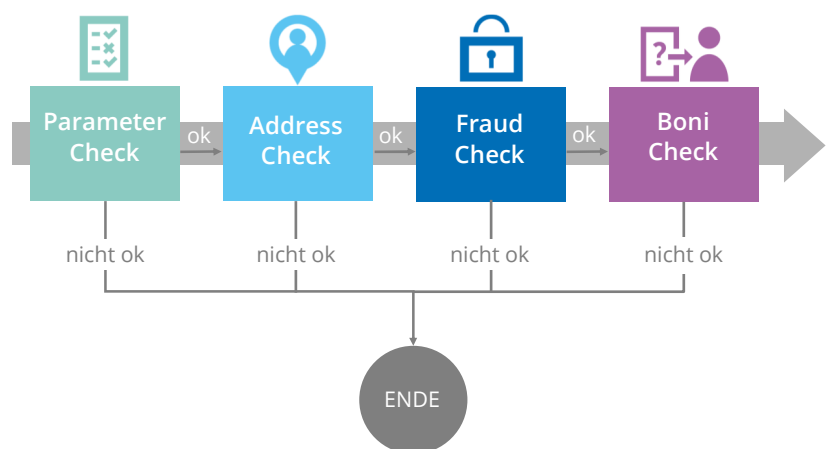 ?
Parameter
Check
ok
Address
Check
ok
Fraud
Check
ok
Boni
Check
nicht ok
nicht ok
nicht ok
nicht ok
ENDE